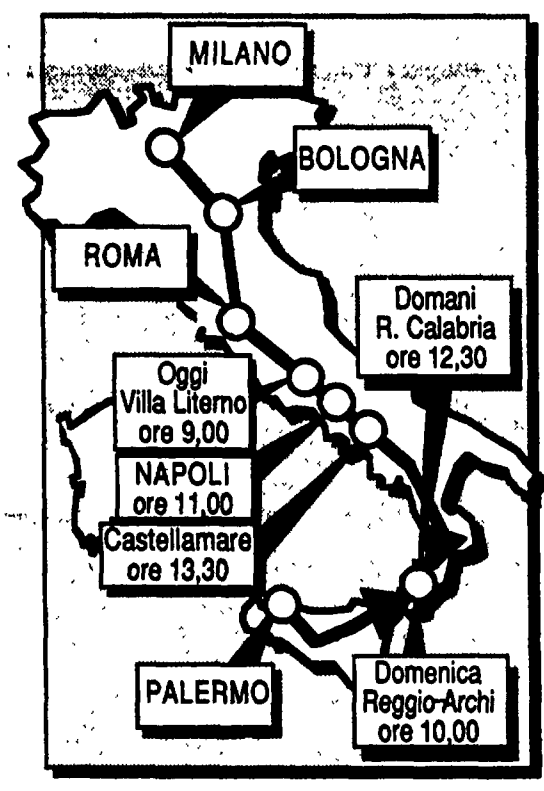 MILANO
BOLOGNA
ROMA
Domani
R. Calabria
ore 12,30
Oggi
Villa Literno
ore 9,00
NAPOLI
ore 11,00
Castellamare
ore 13,30
PALERMO
Domenica
Reggio-Archi
ore 10,00